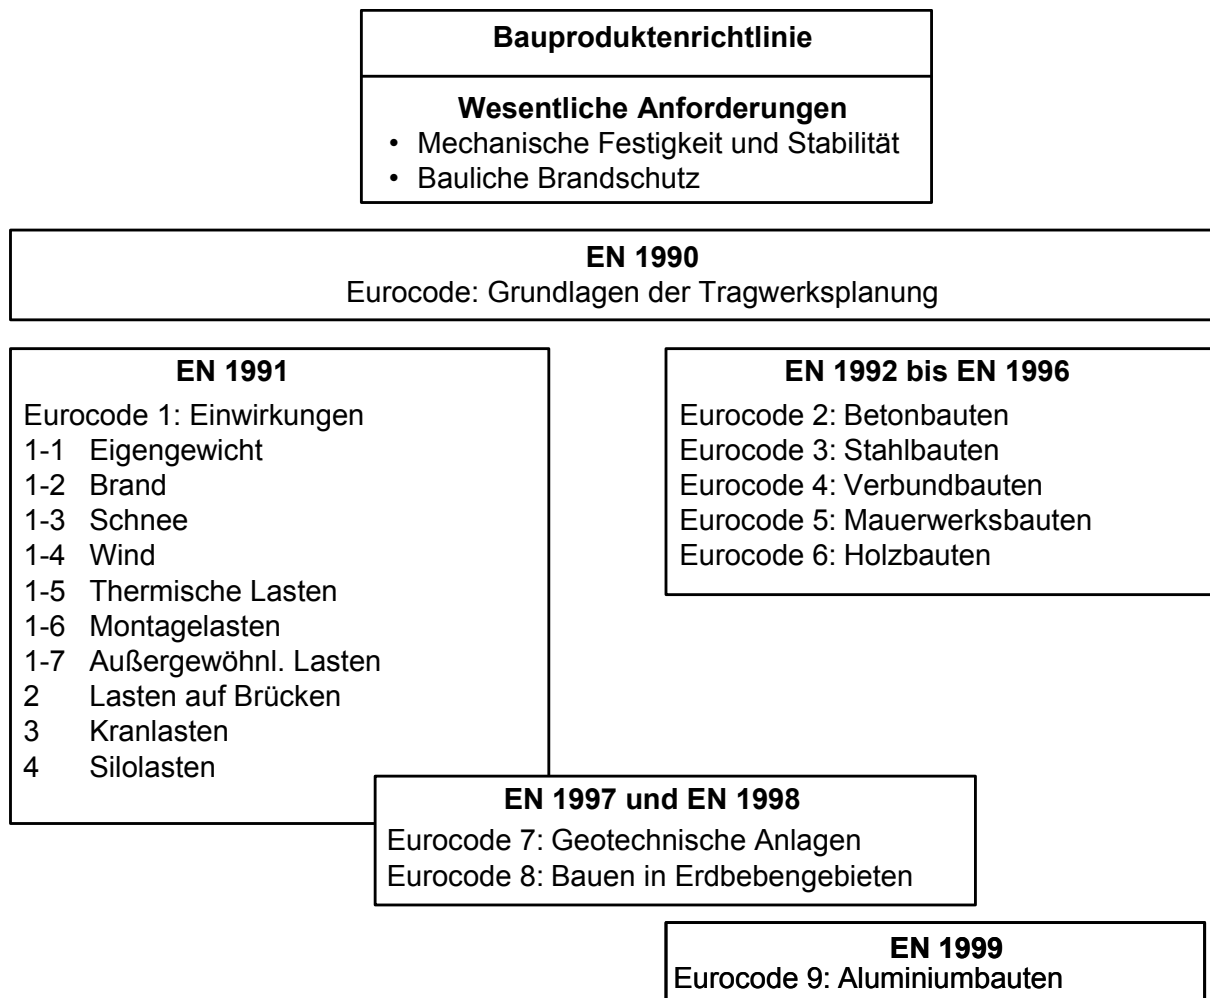 Bauproduktenrichtlinie
Wesentliche Anforderungen
• Mechanische Festigkeit und Stabilität
• Bauliche Brandschutz
EN 1990
Eurocode: Grundlagen der Tragwerksplanung
EN 1991
Eurocode 1: Einwirkungen
1-1 Eigengewicht
1-2 Brand
1-3 Schnee
1-4 Wind
1-5 Thermische Lasten
1-6 Montagelasten
1-7 Außergewöhnl. Lasten
2 Lasten auf Brücken
3 Kranlasten
4 Silolasten
EN 1992 bis EN 1996
Eurocode 2: Betonbauten
Eurocode 3: Stahlbauten
Eurocode 4: Verbundbauten
Eurocode 5: Mauerwerksbauten
Eurocode 6: Holzbauten
EN 1997 und EN 1998
Eurocode 7: Geotechnische Anlagen
Eurocode 8: Bauen in Erdbebengebieten
EN 1999
Eurocode 9: Aluminiumbauten